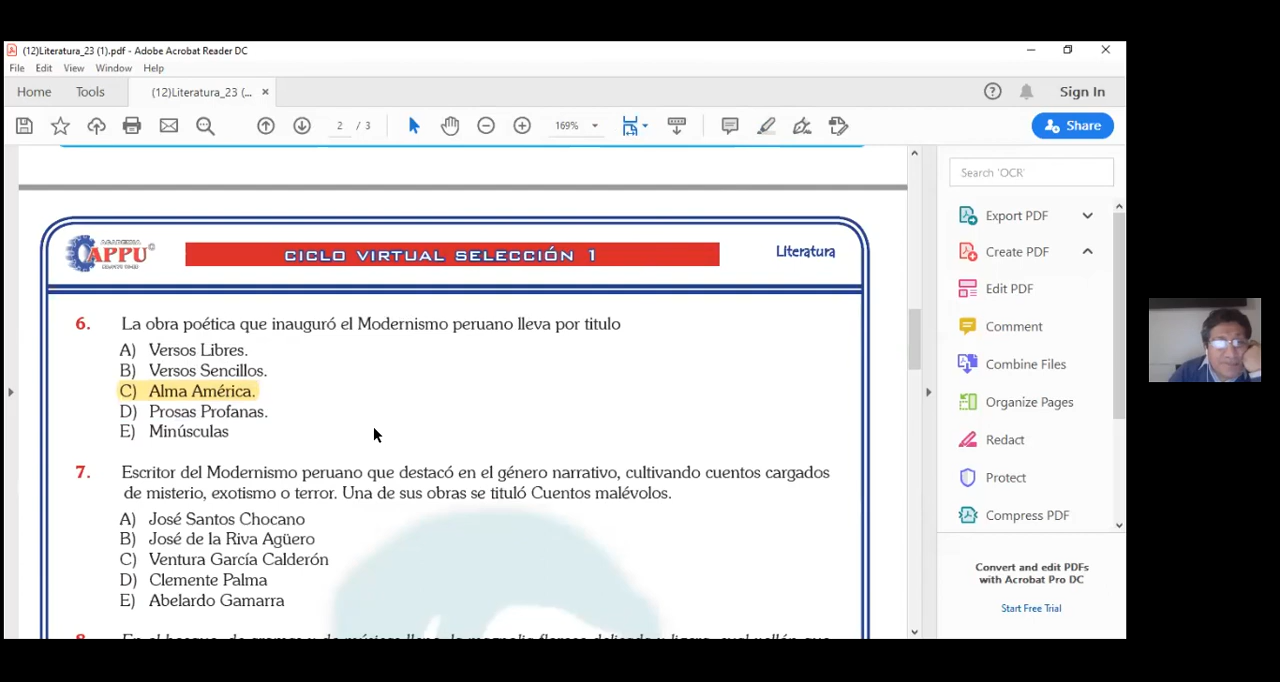 (12)Literatura_23 (1).pdf - Adobe Acrobat Reader DC
File Edit View Window Help
Home Tools (12)Literatura_23 (... × Sign In
2 / 3 169% Share
Search 'OCR'
Export PDF
Create PDF
Edit PDF
Comment
Combine Files
Organize Pages
Redact
Protect
Compress PDF
Convert and edit PDFs
with Acrobat Pro DC
Start Free Trial
ACADEMIA
APPU
CICLO VIRTUAL SELECCIÓN 1
Literatura
6. La obra poética que inauguró el Modernismo peruano lleva por titulo
A) Versos Libres.
B) Versos Sencillos.
C) Alma América.
D) Prosas Profanas.
E) Minúsculas
7. Escritor del Modernismo peruano que destacó en el género narrativo, cultivando cuentos cargados
de misterio, exotismo o terror. Una de sus obras se tituló Cuentos malévolos.
A) José Santos Chocano
B) José de la Riva Agüero
C) Ventura García Calderón
D) Clemente Palma
E) Abelardo Gamarra